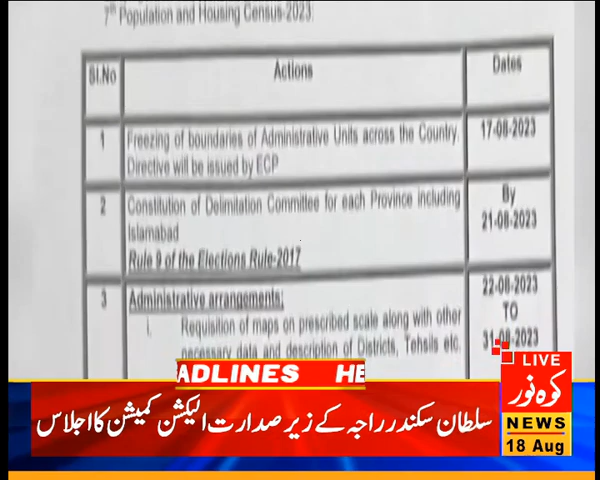 7th Population and Housing Census-2023:
Sl.No Actions Dates
1 Freezing of boundaries of Administrative Units across the Country. 17-08-2023
Directive will be issued by ECP
2 Constitution of Delimitation Committee for each Province including By
Islamabad 21-08-2023
Rule 9 of the Elections Rule-2017
3 Administrative arrangements: 22-08-2023
i. Requisition of maps on prescribed scale along with other TO
necessary data and description of Districts, Tehsils etc. 31-08-2023
ADLINES HE
LIVE
کوہ نور
NEWS
18 Aug
سلطان سکندر راجہ کے زیر صدارت الیکشن کمیشن کا اجلاس